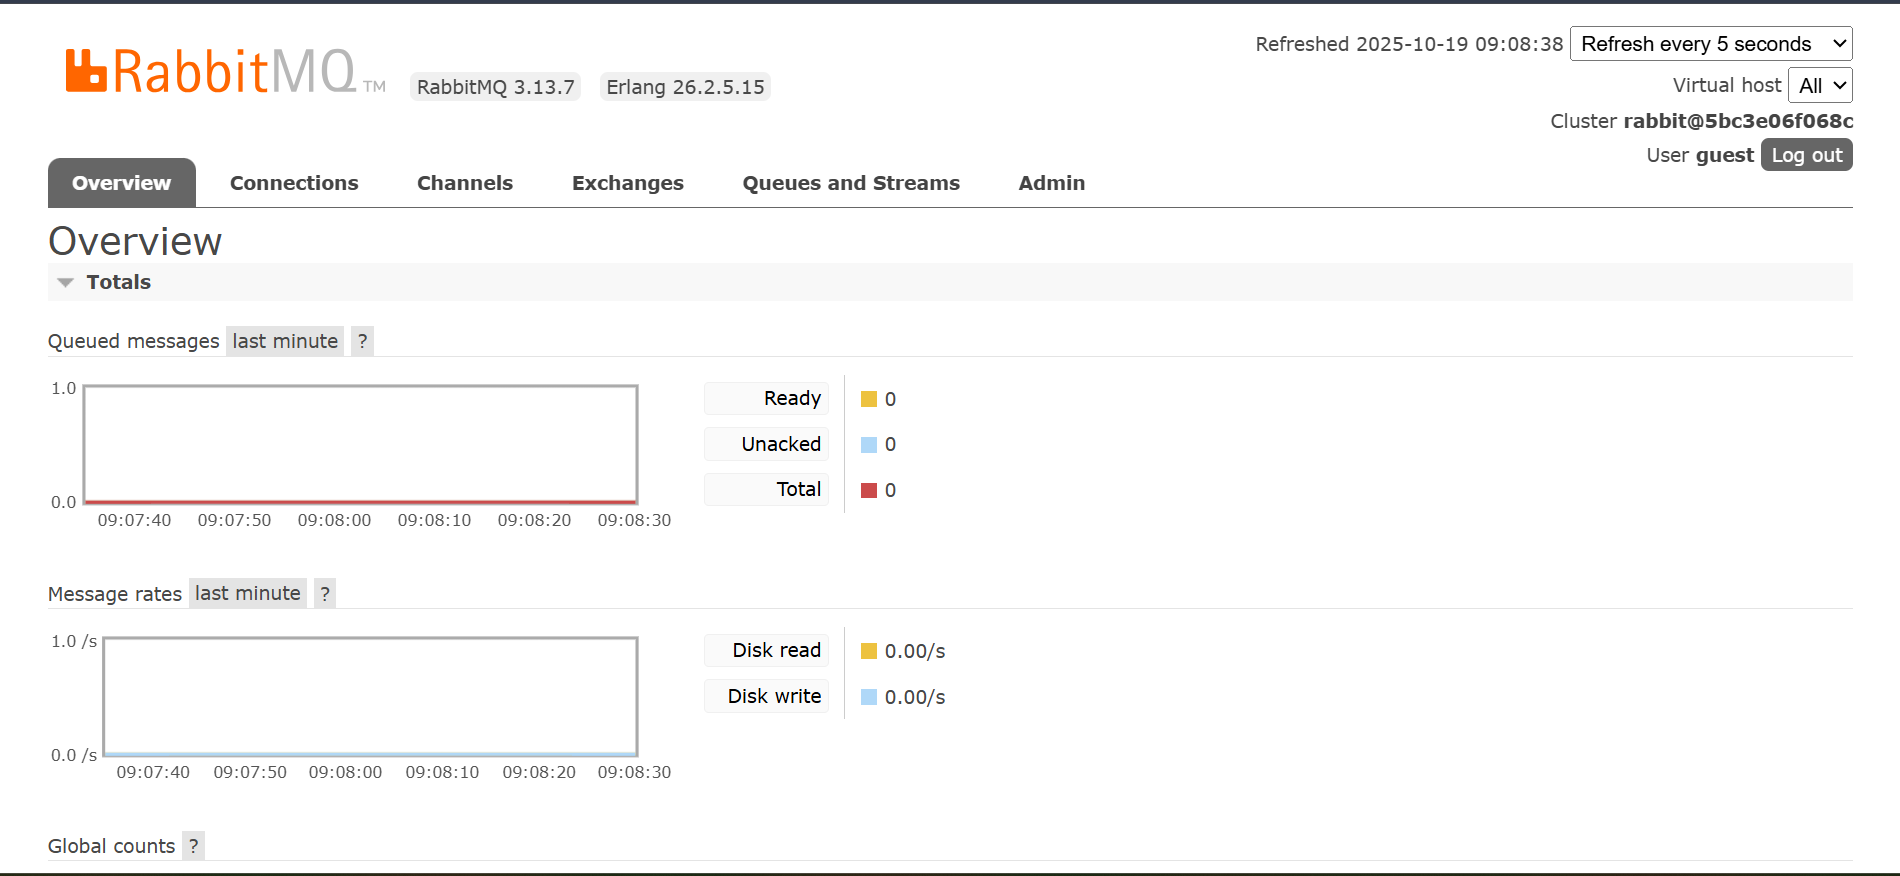 RabbitMQ TM RabbitMQ 3.13.7 Erlang 26.2.5.15
Refreshed 2025-10-19 09:08:38 Refresh every 5 seconds
Virtual host All
Cluster rabbit@5bc3e06f068c
User guest Log out
Overview Connections Channels Exchanges Queues and Streams Admin
Overview
Totals
Queued messages last minute ?
1.0
0.0
09:07:40 09:07:50 09:08:00 09:08:10 09:08:20 09:08:30
Ready 0
Unacked 0
Total 0
Message rates last minute ?
1.0 /s
0.0 /s
09:07:40 09:07:50 09:08:00 09:08:10 09:08:20 09:08:30
Disk read 0.00/s
Disk write 0.00/s
Global counts ?